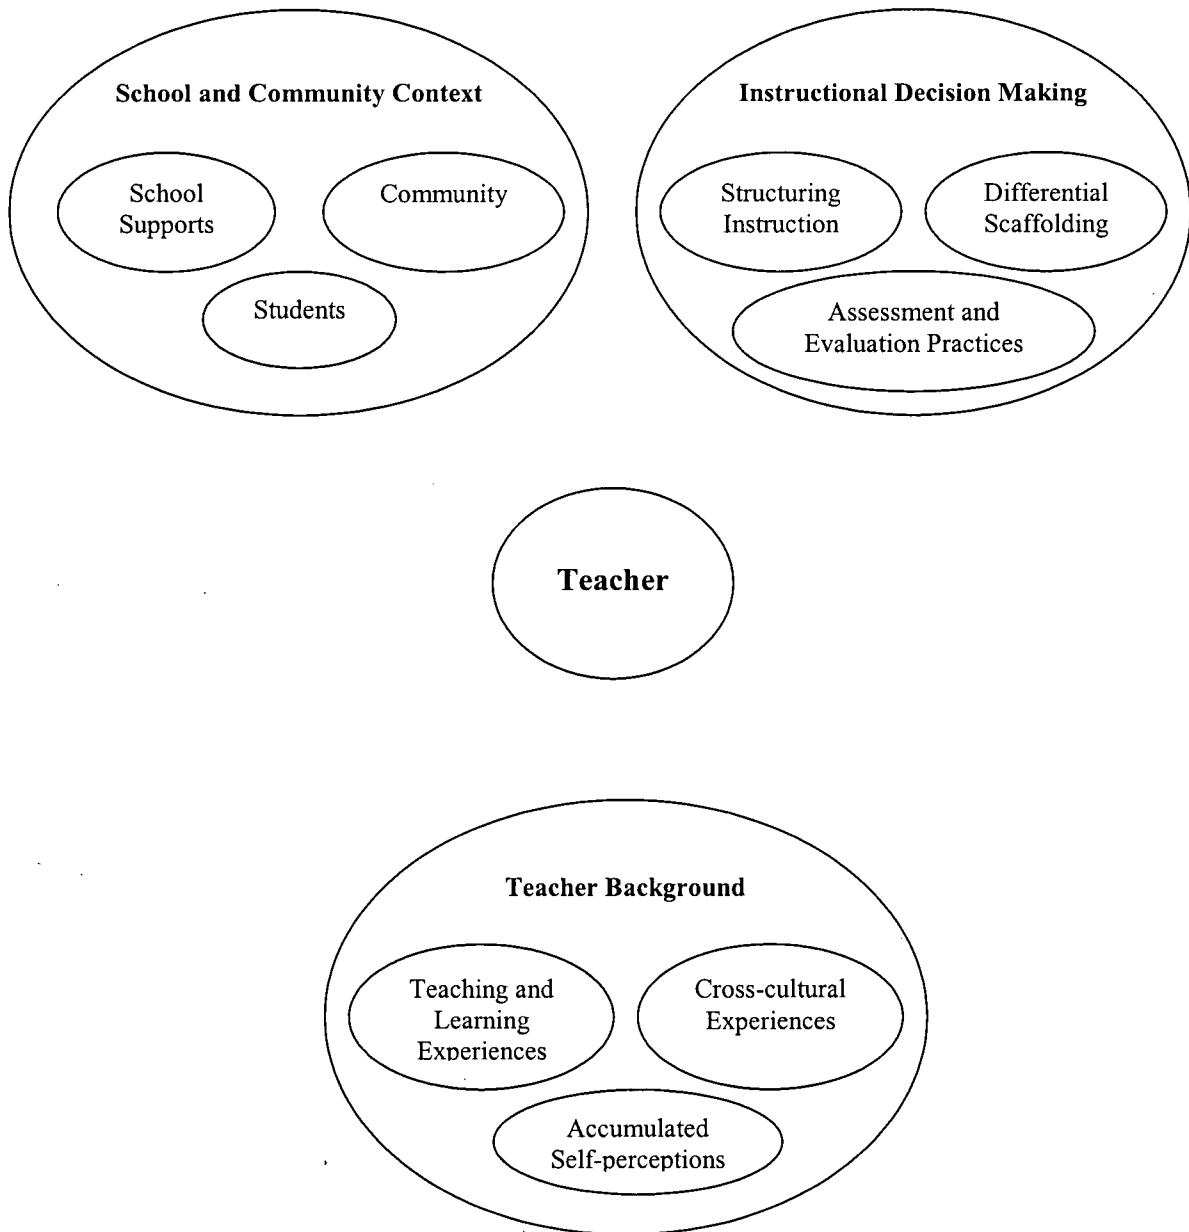 School and Community Context
School
Supports
Community
Students
Instructional Decision Making
Structuring
Instruction
Differential
Scaffolding
Assessment and
Evaluation Practices
Teacher
Teacher Background
Teaching and
Learning
Experiences
Cross-cultural
Experiences
Accumulated
Self-perceptions